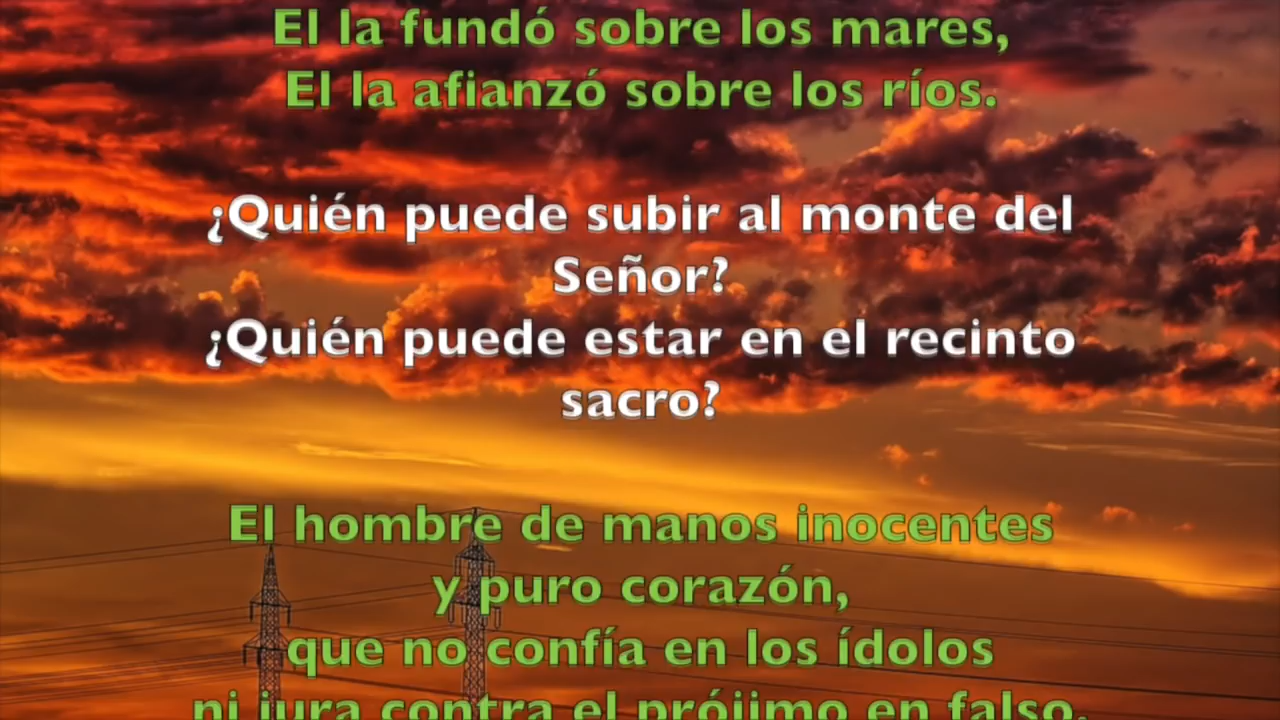 El la fundó sobre los mares,
El la afianzó sobre los ríos.
¿Quién puede subir al monte del
Señor?
¿Quién puede estar en el recinto
sacro?
El hombre de manos inocentes
y puro corazón,
que no confía en los ídolos
ni jura contra el prójimo en falso.